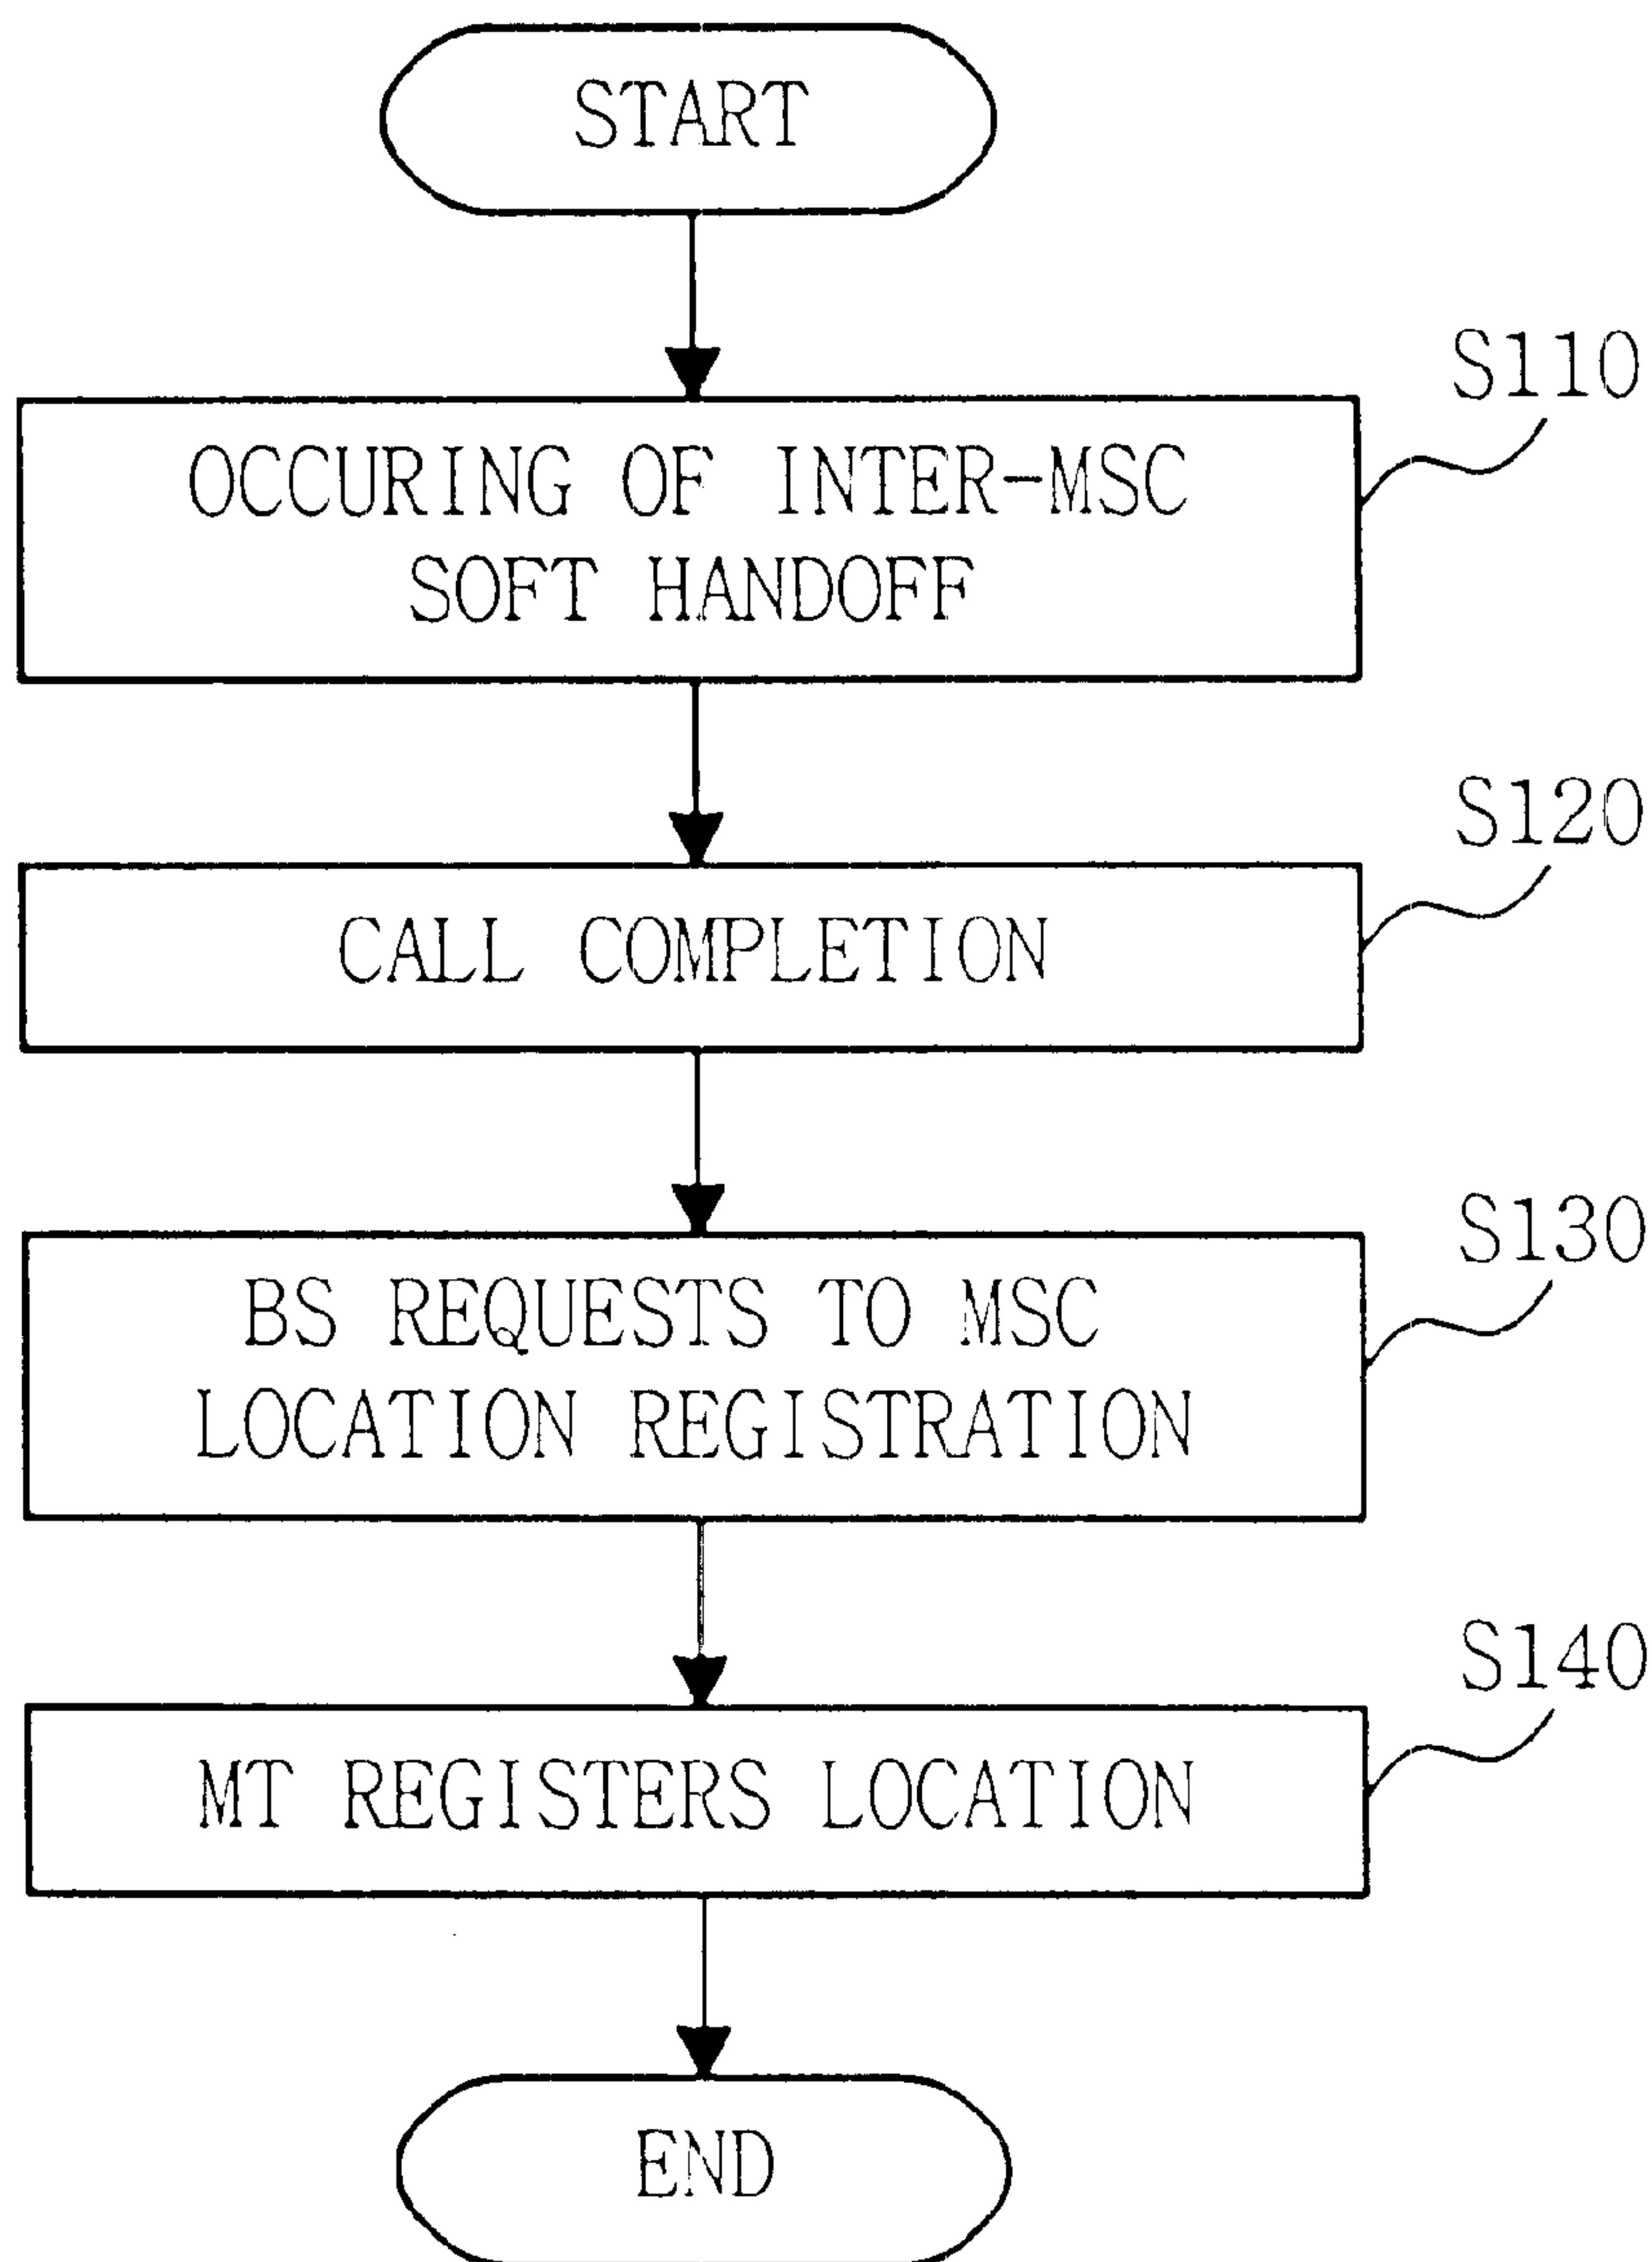 START
S110
OCCURING OF INTER-MSC
SOFT HANDOFF
S120
CALL COMPLETION
S130
BS REQUESTS TO MSC
LOCATION REGISTRATION
S140
MT REGISTERS LOCATION
END